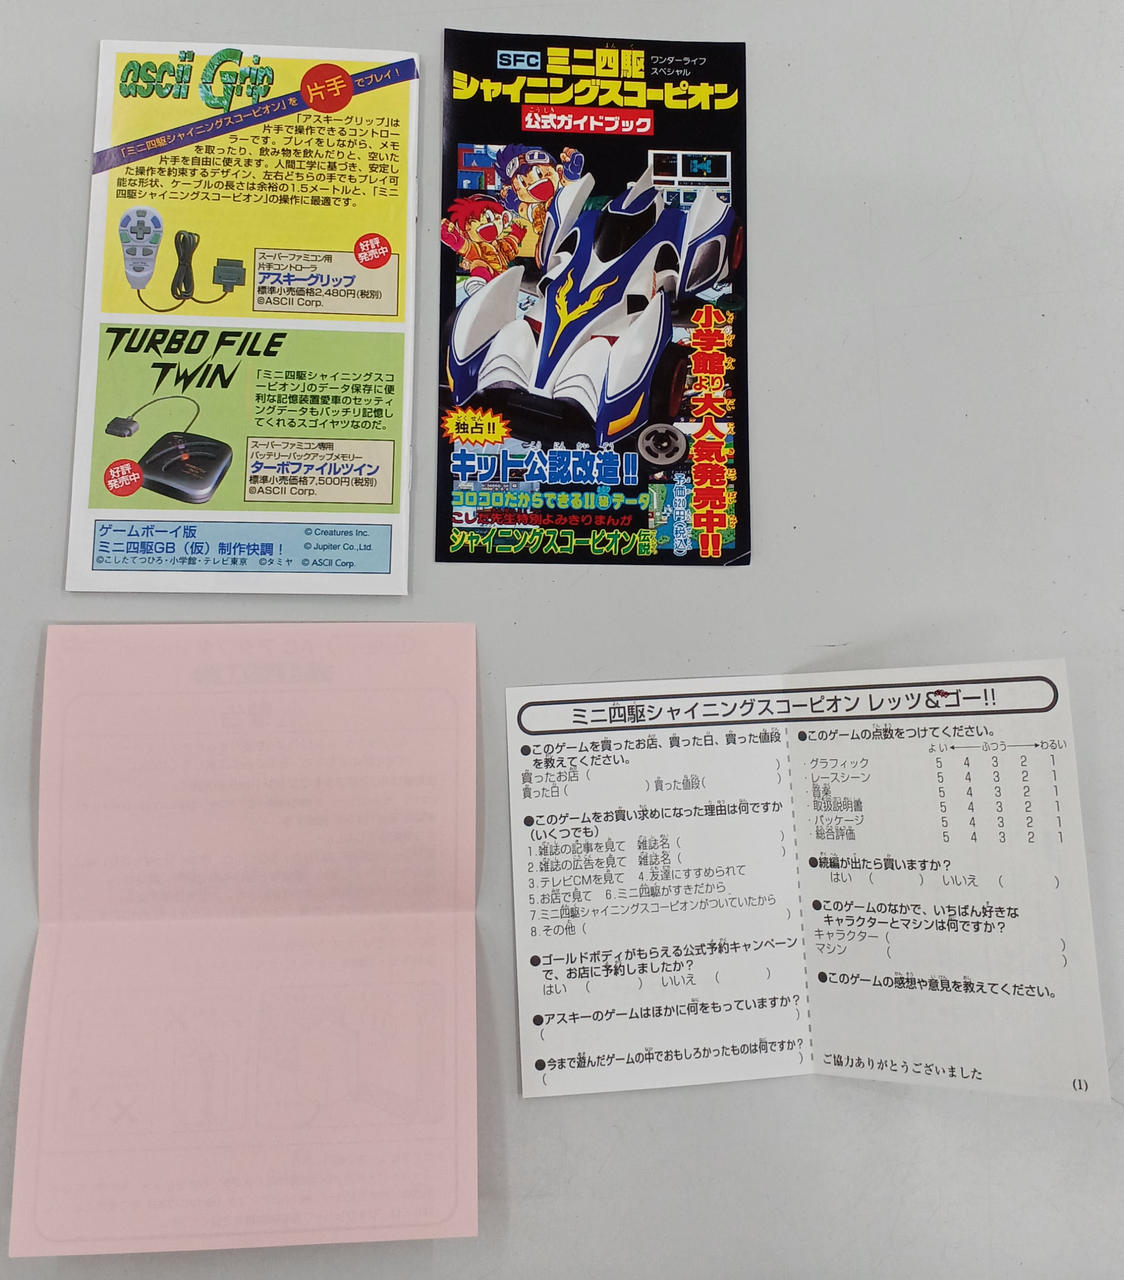 ascii Grip
「ミニ四駆シャイニングスコーピオン」を片手でプレイ！
「アスキーグリップ」は
片手で操作できるコントロー
ラーです。プレイをしながら、メモ
を取ったり、飲み物を飲んだりと、空いた
片手を自由に使えます。人間工学に基づき、安定し
た操作を約束するデザイン、左右どちらの手でもプレイ可
能な形状、ケーブルの長さは余裕の1.5メートルと、「ミニ
四駆シャイニングスコーピオン」の操作に最適です。
好評
発売中
スーパーファミコン用
片手コントローラ
アスキーグリップ
標準小売価格2,480円(税別)
©ASCII Corp.
TURBO FILE
TWIN
「ミニ四駆シャイニングスコ
ーピオン」のデータ保存に便
利な記憶装置愛車のセッティ
ングデータもバッチリ記憶し
てくれるスゴイヤツなのだ。
好評
発売中
スーパーファミコン専用
バッテリーバックアップメモリー
ターボファイルツイン
標準小売価格7,500円(税別)
©ASCII Corp.
ゲームボーイ版
ミニ四駆GB（仮）制作快調！
© Creatures Inc.
© Jupiter Co.,Ltd.
©こしたてつひろ・小学館・テレビ東京 ©タミヤ © ASCII Corp.
SFC ミニ四駆
ワンダーライフ
スペシャル
シャイニングスコーピオン
公式ガイドブック
小学館より大人気発売中!!
予価620円(税込)
独占!!
キット公認改造!!
コロコロだからできる!!㊙データ
こした先生特別よみきりまんが
シャイニングスコーピオン伝説
ミニ四駆シャイニングスコーピオン レッツ&ゴー!!
●このゲームを買ったお店、買った日、買った値段
を教えてください。
買ったお店（ ）
買った日（ ）買った値段（ ）
●このゲームをお買い求めになった理由は何ですか
（いくつでも）
1.雑誌の記事を見て 雑誌名（ ）
2.雑誌の広告を見て 雑誌名（ ）
3.テレビCMを見て 4.友達にすすめられて
5.お店で見て 6.ミニ四駆がすきだから
7.ミニ四駆シャイニングスコーピオンがついていたから
8.その他（ ）
●ゴールドボディがもらえる公式予約キャンペーン
で、お店に予約しましたか？
はい （ ） いいえ （ ）
●アスキーのゲームはほかに何をもっていますか？
（ ）
●今まで遊んだゲームの中でおもしろかったものは何ですか？
（ ）
●このゲームの点数をつけてください。
よい←ふつう→わるい
・グラフィック 5 4 3 2 1
・レースシーン 5 4 3 2 1
・音楽 5 4 3 2 1
・取扱説明書 5 4 3 2 1
・パッケージ 5 4 3 2 1
・総合評価 5 4 3 2 1
●続編が出たら買いますか？
はい （ ） いいえ （ ）
●このゲームのなかで、いちばん好きな
キャラクターとマシンは何ですか？
キャラクター（ ）
マシン （ ）
●このゲームの感想や意見を教えてください。
ご協力ありがとうございました
(1)